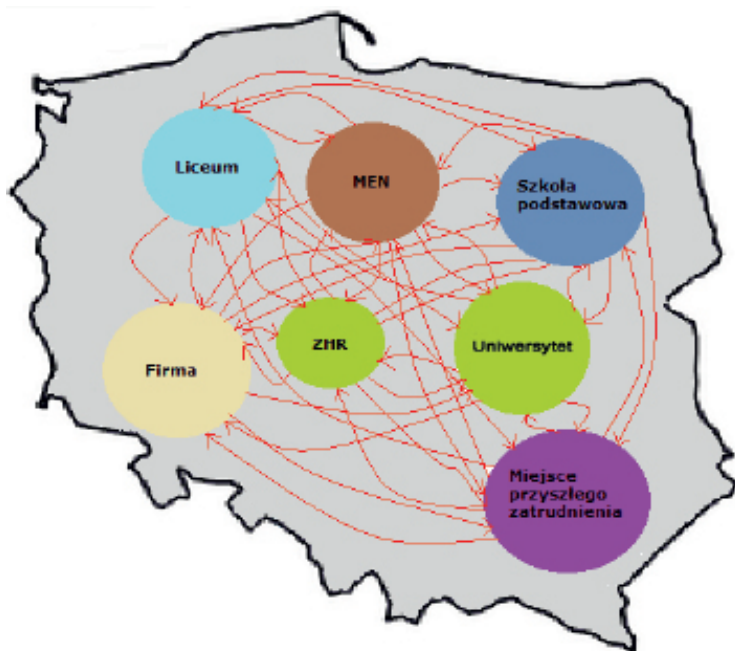 Liceum
MEN
Szkoła
podstawowa
ZHR
Uniwersytet
Firma
Miejsce
przyszłego
zatrudnienia